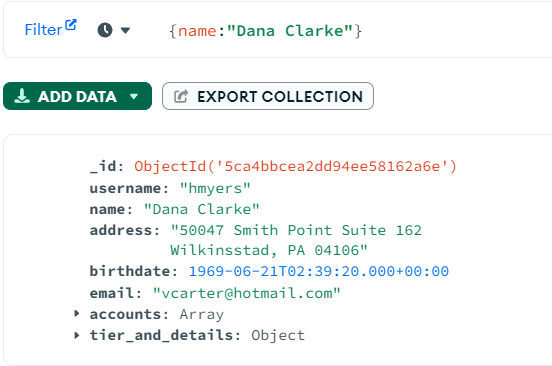 Filter {name:"Dana Clarke"}
ADD DATA EXPORT COLLECTION
_id: ObjectId('5ca4bbcea2dd94ee58162a6e')
username: "hmyers"
name: "Dana Clarke"
address: "50047 Smith Point Suite 162
Wilkinsstad, PA 04106"
birthdate: 1969-06-21T02:39:20.000+00:00
email: "vcarter@hotmail.com"
accounts: Array
tier_and_details: Object